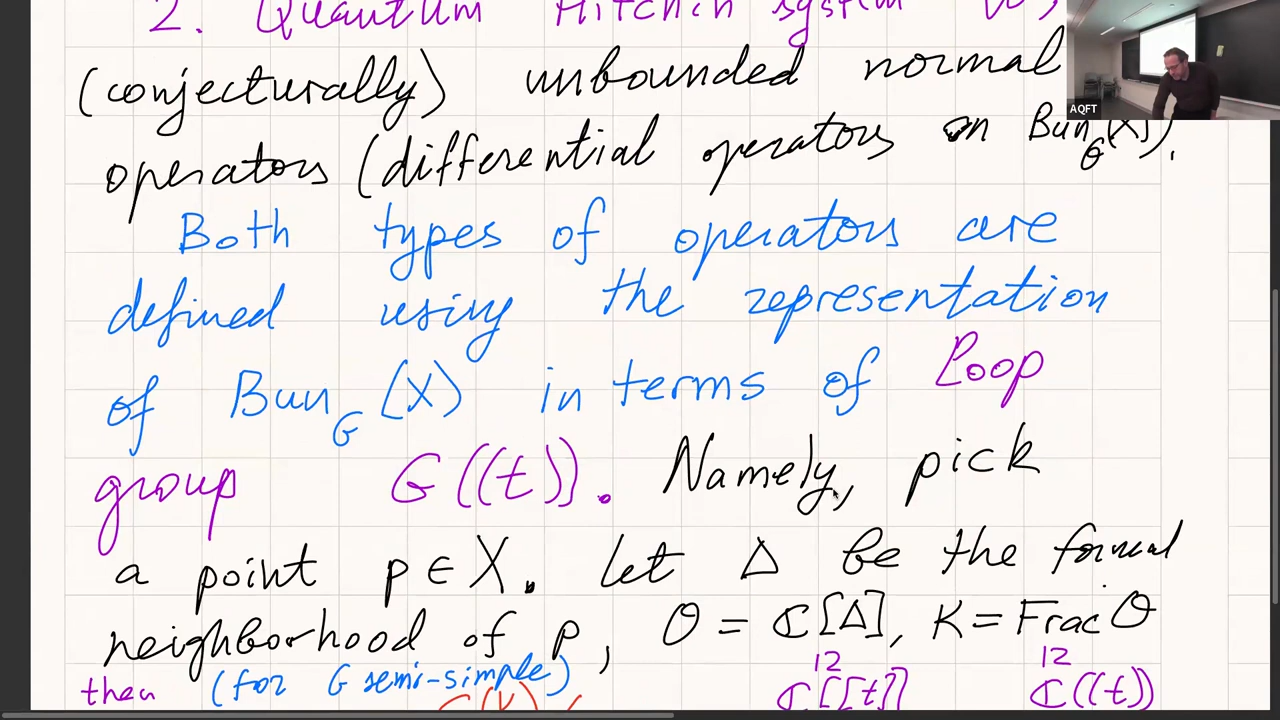 2. Quantum Hitchin system
(conjecturally) unbounded normal
AQFT
operators (differential operators on Bun_G(X)).
Both types of operators are
defined using the representation
of Bun_G(X) in terms of loop
group G((t)). Namely, pick
a point p∈X. Let Δ be the formal
neighborhood of p, O = ℂ[Δ], K = Frac O
then (for G semi-simple) ℂ[[t]] ℂ((t))